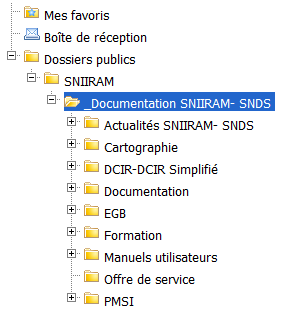 Mes favoris
Boîte de réception
Dossiers publics
SNIIRAM
_Documentation SNIIRAM- SNDS
Actualités SNIIRAM- SNDS
Cartographie
DCIR-DCIR Simplifié
Documentation
EGB
Formation
Manuels utilisateurs
Offre de service
PMSI